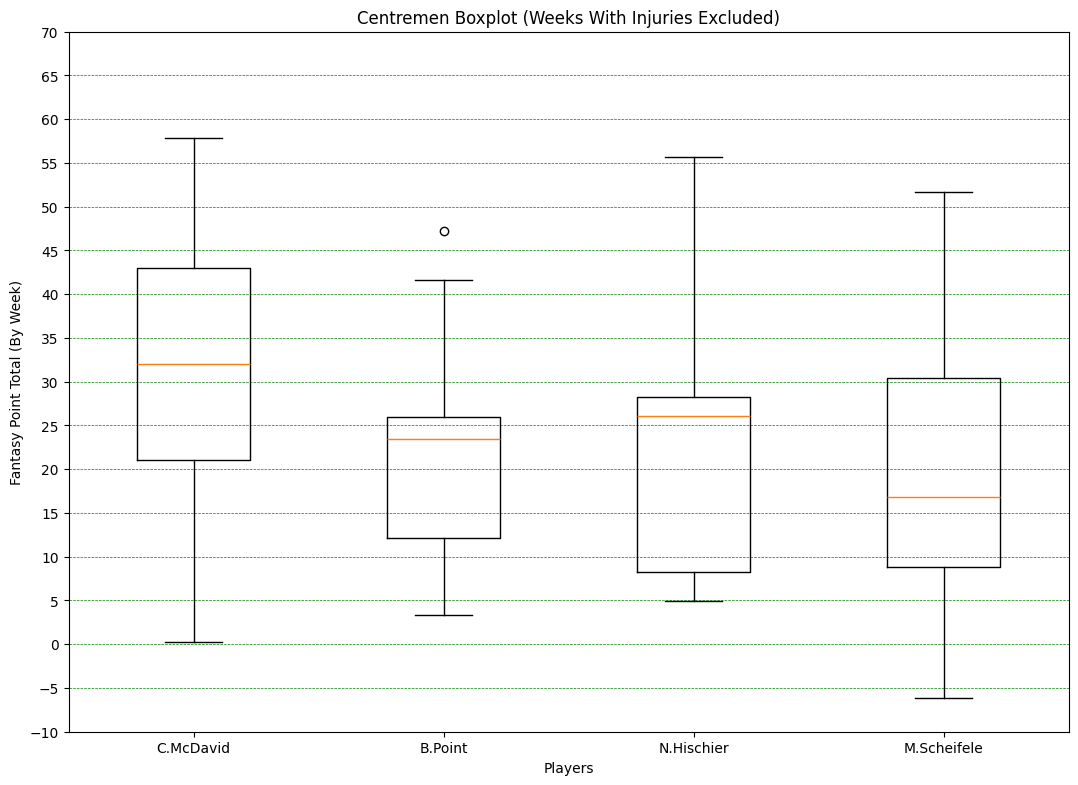 Centremen Boxplot (Weeks With Injuries Excluded)
Fantasy Point Total (By Week)
70
65
60
55
50
45
40
35
30
25
20
15
10
5
0
−5
−10
C.McDavid
B.Point
N.Hischier
M.Scheifele
Players